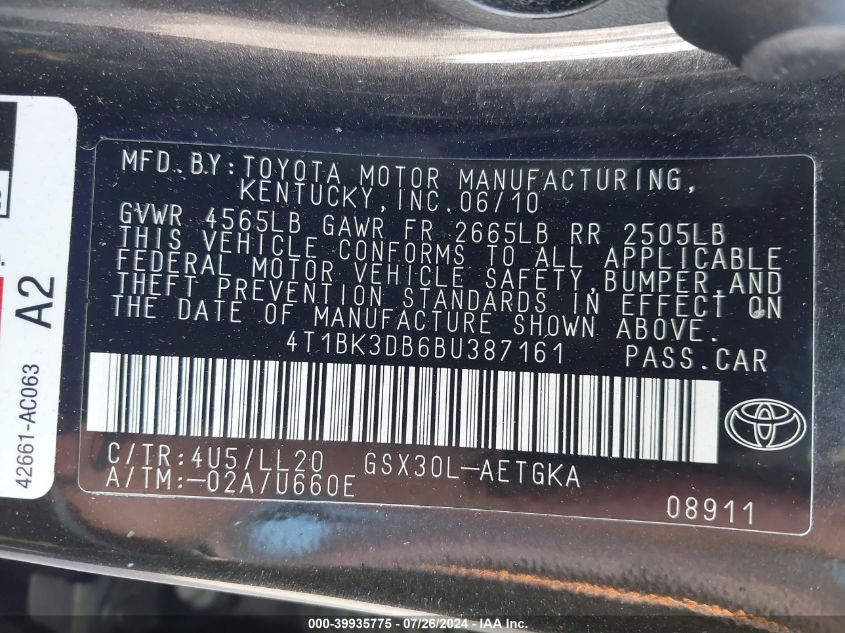 MFD.BY:TOYOTA MOTOR MANUFACTURING,
KENTUCKY,INC.06/10
GVWR 4565LB GAWR FR 2665LB RR 2505LB
THIS VEHICLE CONFORMS TO ALL APPLICABLE
FEDERAL MOTOR VEHICLE SAFETY,BUMPER,AND
THEFT PREVENTION STANDARDS IN EFFECT ON
THE DATE OF MANUFACTURE SHOWN ABOVE.
4T1BK3DB6BU387161 PASS.CAR
C/TR:4U5/LL20 GSX30L-AETGKA
A/TM:-02A/U660E
08911
42661-AC063
A2
000-39935775 - 07/26/2024 - IAA Inc.